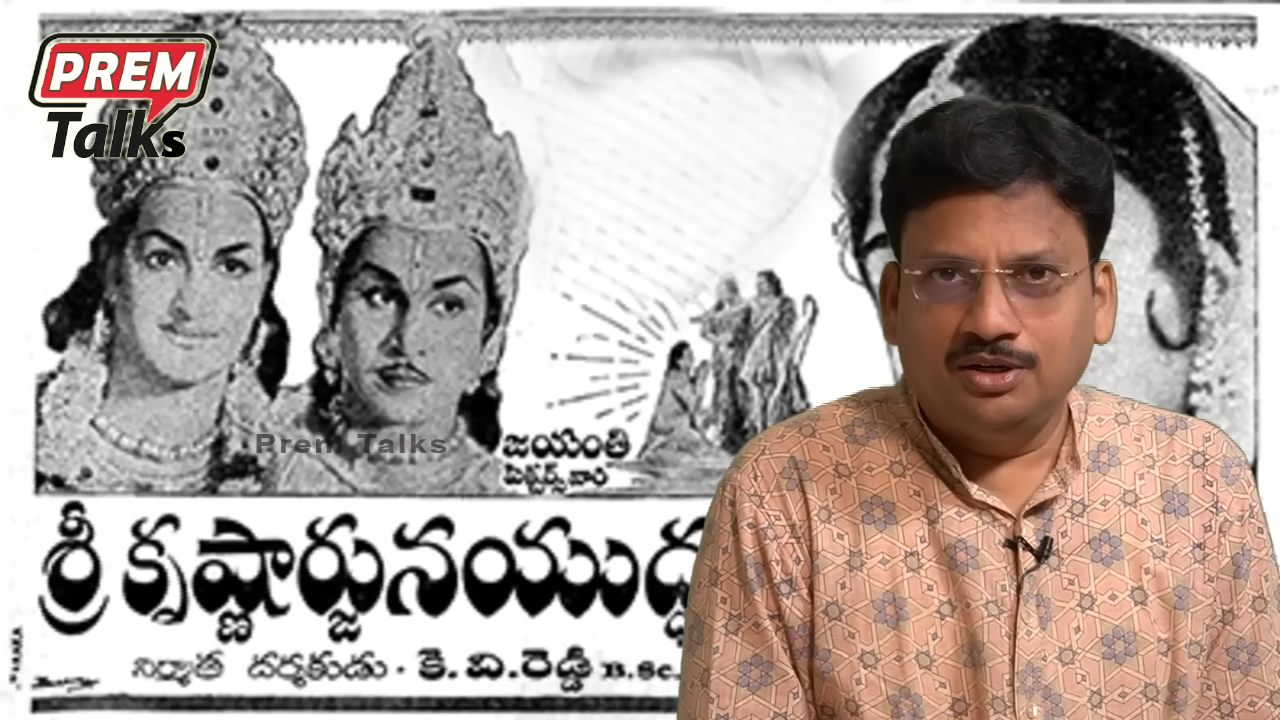 PREM
Talks
Prem Talks
జయంతి
పిక్చర్స్ వారి
శ్రీ కృష్ణార్జునయుద్ధ
నిర్మాత దర్శకుడు · కె.వి.రెడ్డి B.Sc.